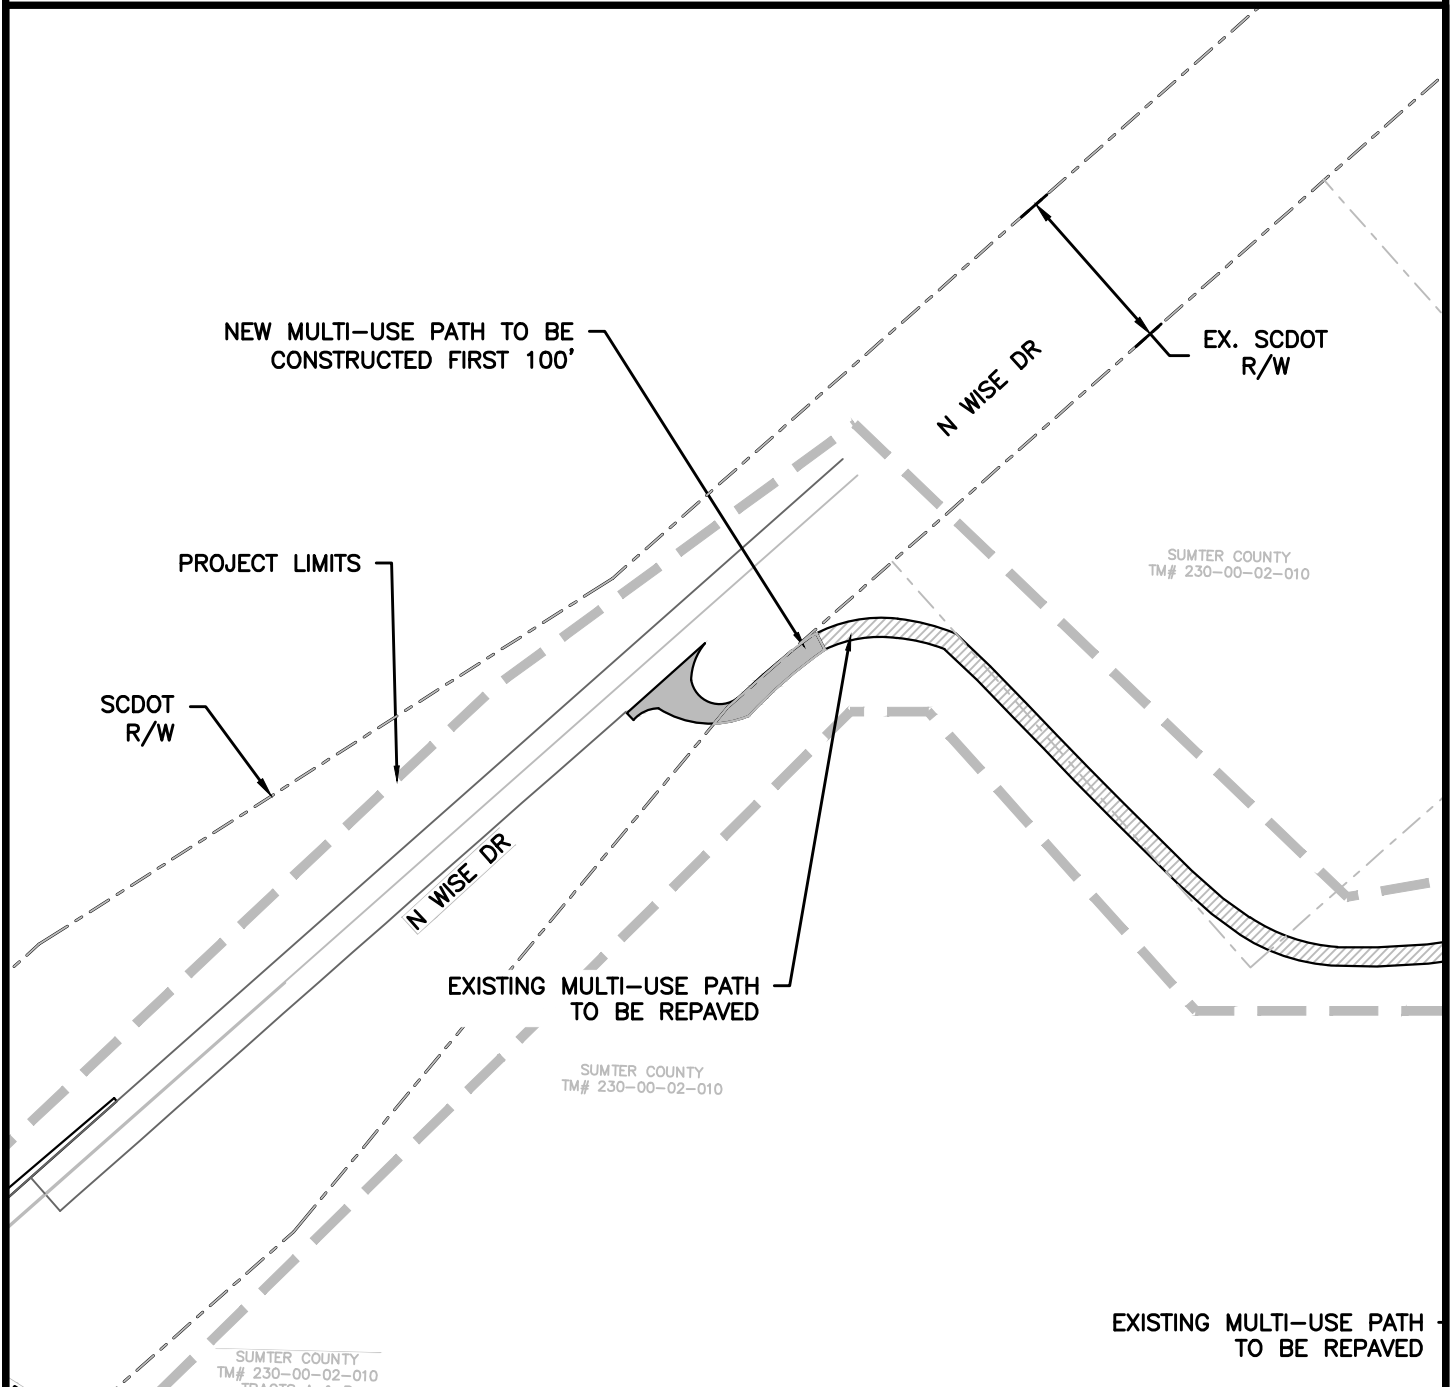 NEW MULTI-USE PATH TO BE
CONSTRUCTED FIRST 100'
EX. SCDOT
R/W
N WISE DR
PROJECT LIMITS
SUMTER COUNTY
TM# 230-00-02-010
SCDOT
R/W
N WISE DR
EXISTING MULTI-USE PATH
TO BE REPAVED
SUMTER COUNTY
TM# 230-00-02-010
EXISTING MULTI-USE PATH
TO BE REPAVED
SUMTER COUNTY
TM# 230-00-02-010